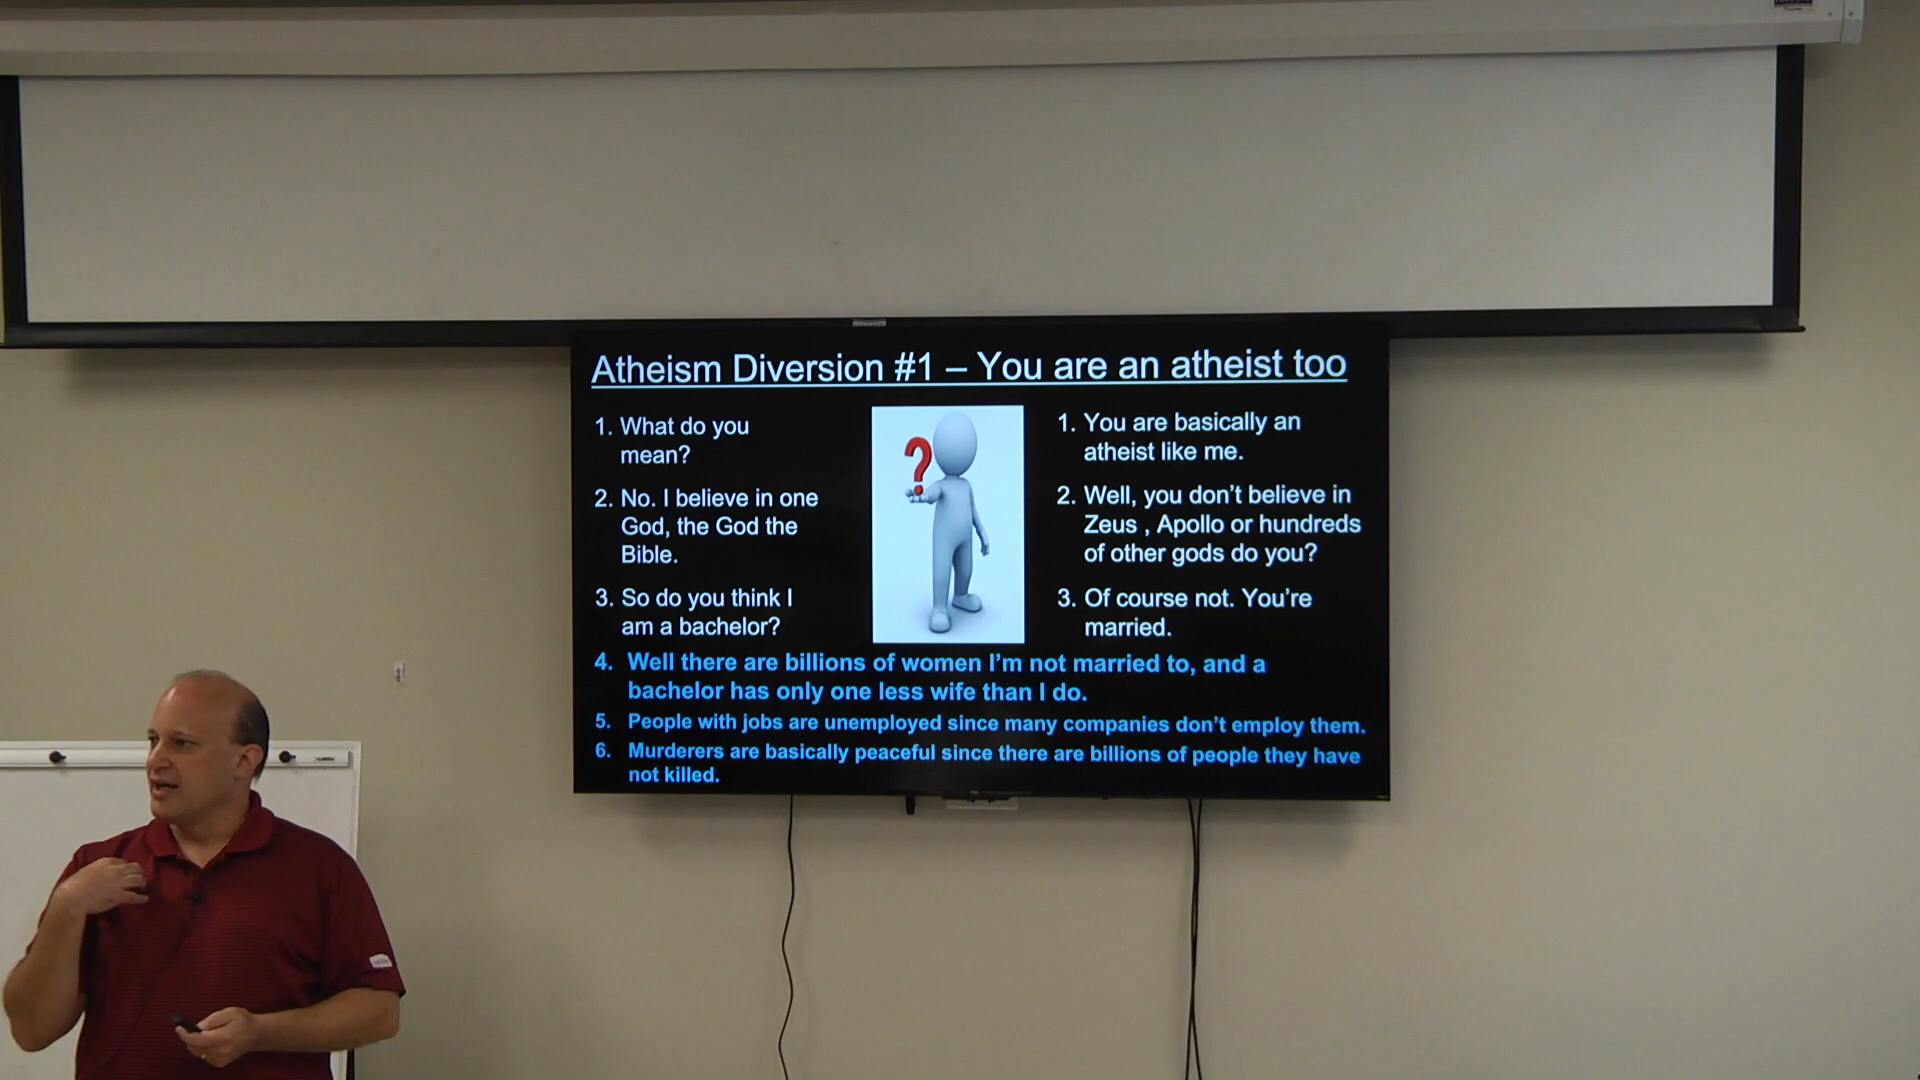 Atheism Diversion #1 – You are an atheist too
1. What do you
mean?
2. No. I believe in one
God, the God the
Bible.
3. So do you think I
am a bachelor?
?
1. You are basically an
atheist like me.
2. Well, you don't believe in
Zeus , Apollo or hundreds
of other gods do you?
3. Of course not. You're
married.
4. Well there are billions of women I'm not married to, and a
bachelor has only one less wife than I do.
5. People with jobs are unemployed since many companies don't employ them.
6. Murderers are basically peaceful since there are billions of people they have
not killed.